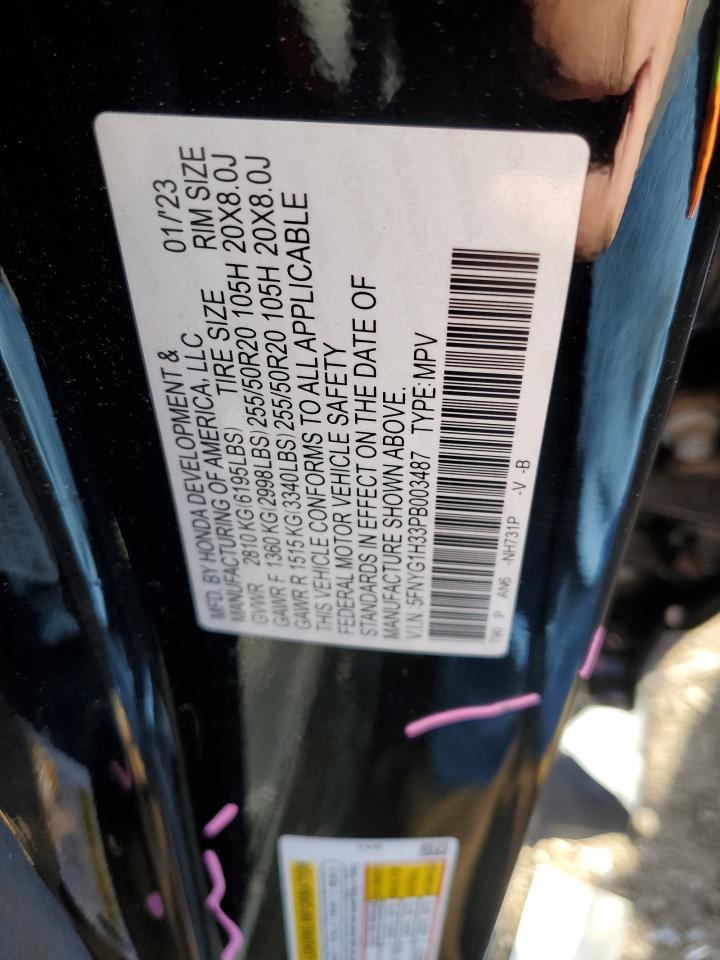 MFD. BY HONDA DEVELOPMENT & 01/'23
MANUFACTURING OF AMERICA, LLC
TIRE SIZE RIM SIZE
GVWR 2810 KG(6195LBS)
GAWR F 1360 KG(2998LBS) 255/50R20 105H 20X8.0J
GAWR R 1515 KG(3340LBS) 255/50R20 105H 20X8.0J
THIS VEHICLE CONFORMS TO ALL APPLICABLE
FEDERAL MOTOR VEHICLE SAFETY
STANDARDS IN EFFECT ON THE DATE OF
MANUFACTURE SHOWN ABOVE.
V.I.N.:5FNYG1H33PB003487 TYPE:MPV
T90 P AN6 -NH731P -V -B